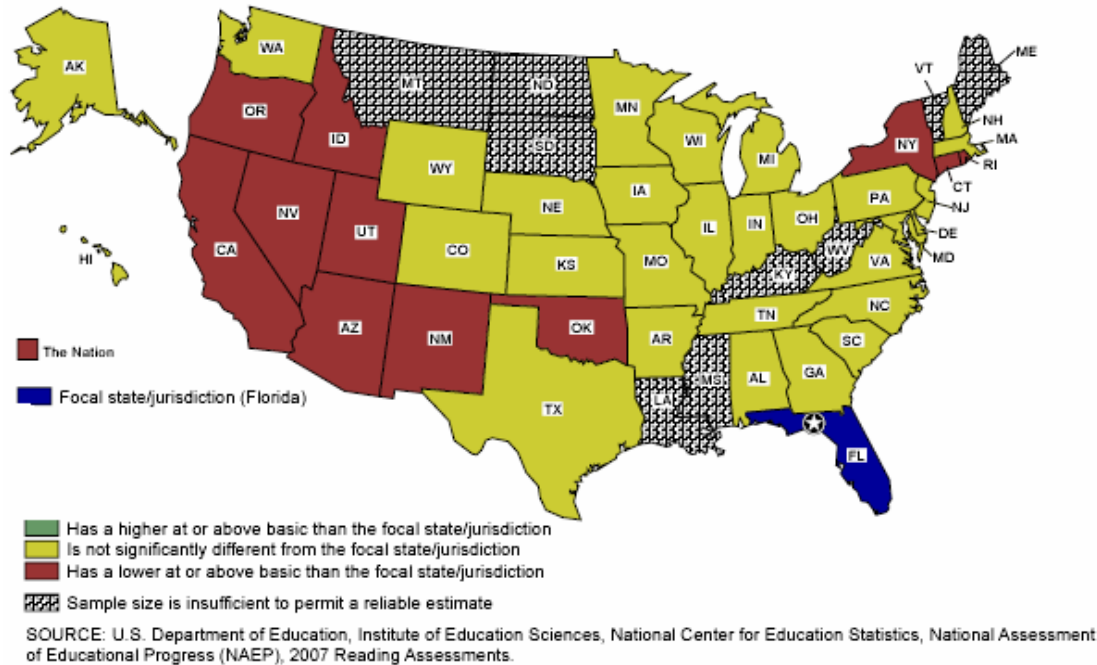 WA
AK
MT
ND
ME
VT
OR
MN
ID
SD
WI
NY
NH
MA
MI
RI
WY
CT
IA
PA
NE
NJ
NV
OH
IL
IN
DE
UT
CO
WV
MD
HI
CA
KS
MO
VA
KY
NC
TN
AZ
NM
OK
AR
SC
The Nation
MS
AL
GA
Focal state/jurisdiction (Florida)
TX
LA
FL
Has a higher at or above basic than the focal state/jurisdiction
Is not significantly different from the focal state/jurisdiction
Has a lower at or above basic than the focal state/jurisdiction
Sample size is insufficient to permit a reliable estimate
SOURCE: U.S. Department of Education, Institute of Education Sciences, National Center for Education Statistics, National Assessment
of Educational Progress (NAEP), 2007 Reading Assessments.